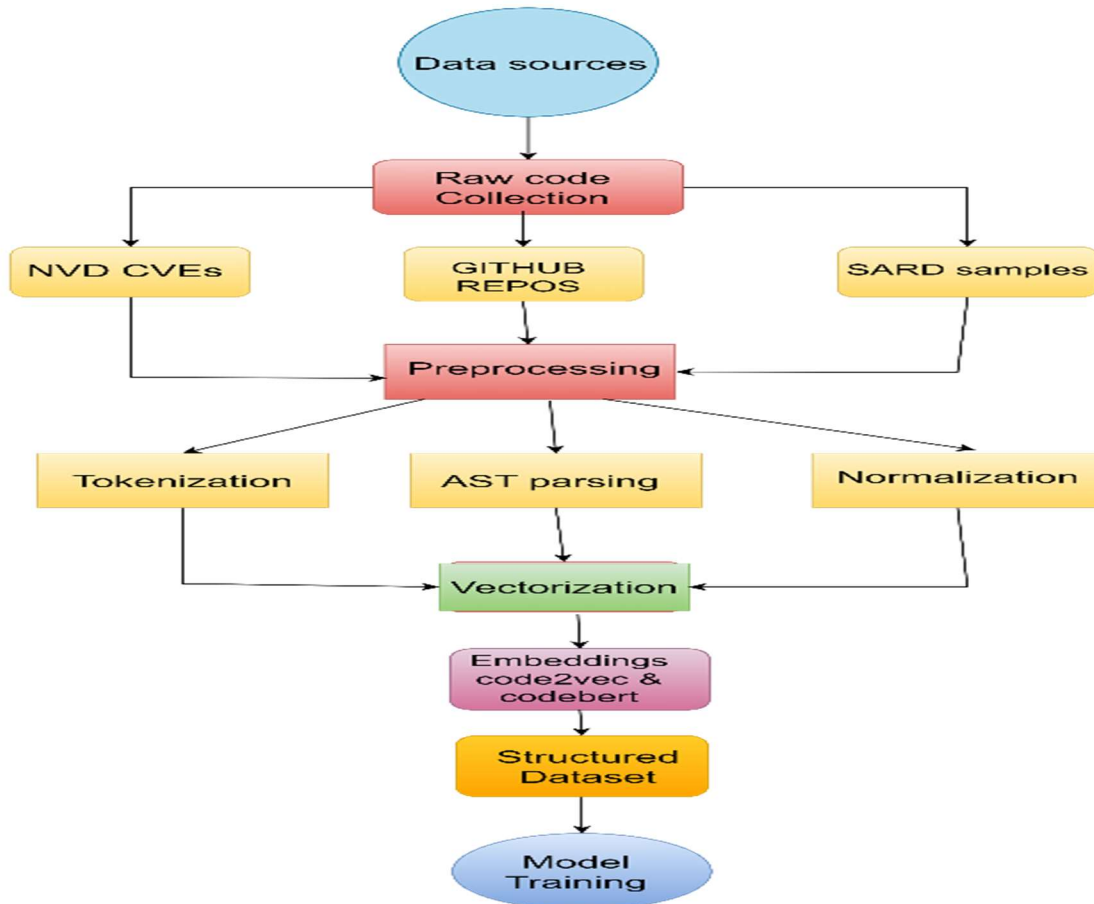 Data sources
Raw code
Collection
NVD CVEs
GITHUB
REPOS
SARD samples
Preprocessing
Tokenization
AST parsing
Normalization
Vectorization
Embeddings
code2vec &
codebert
Structured
Dataset
Model
Training